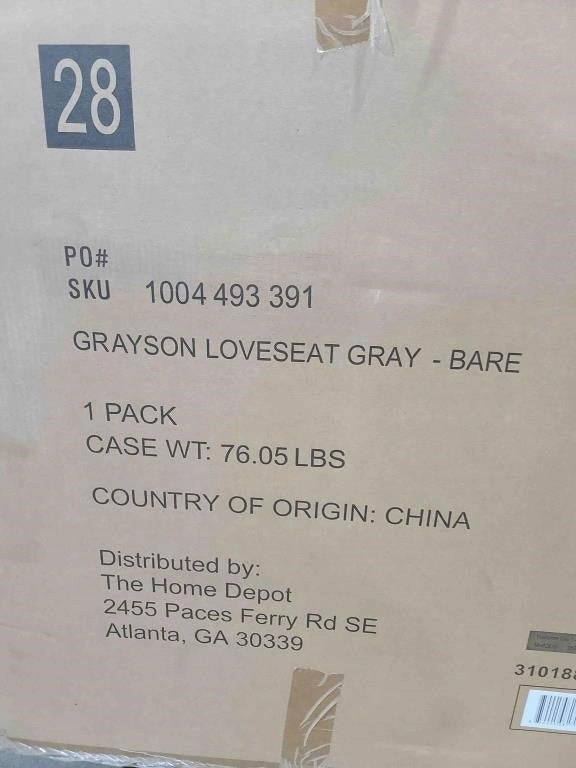 28
PO#
SKU 1004 493 391
GRAYSON LOVESEAT GRAY - BARE
1 PACK
CASE WT: 76.05 LBS
COUNTRY OF ORIGIN: CHINA
Distributed by:
The Home Depot
2455 Paces Ferry Rd SE
Atlanta, GA 30339